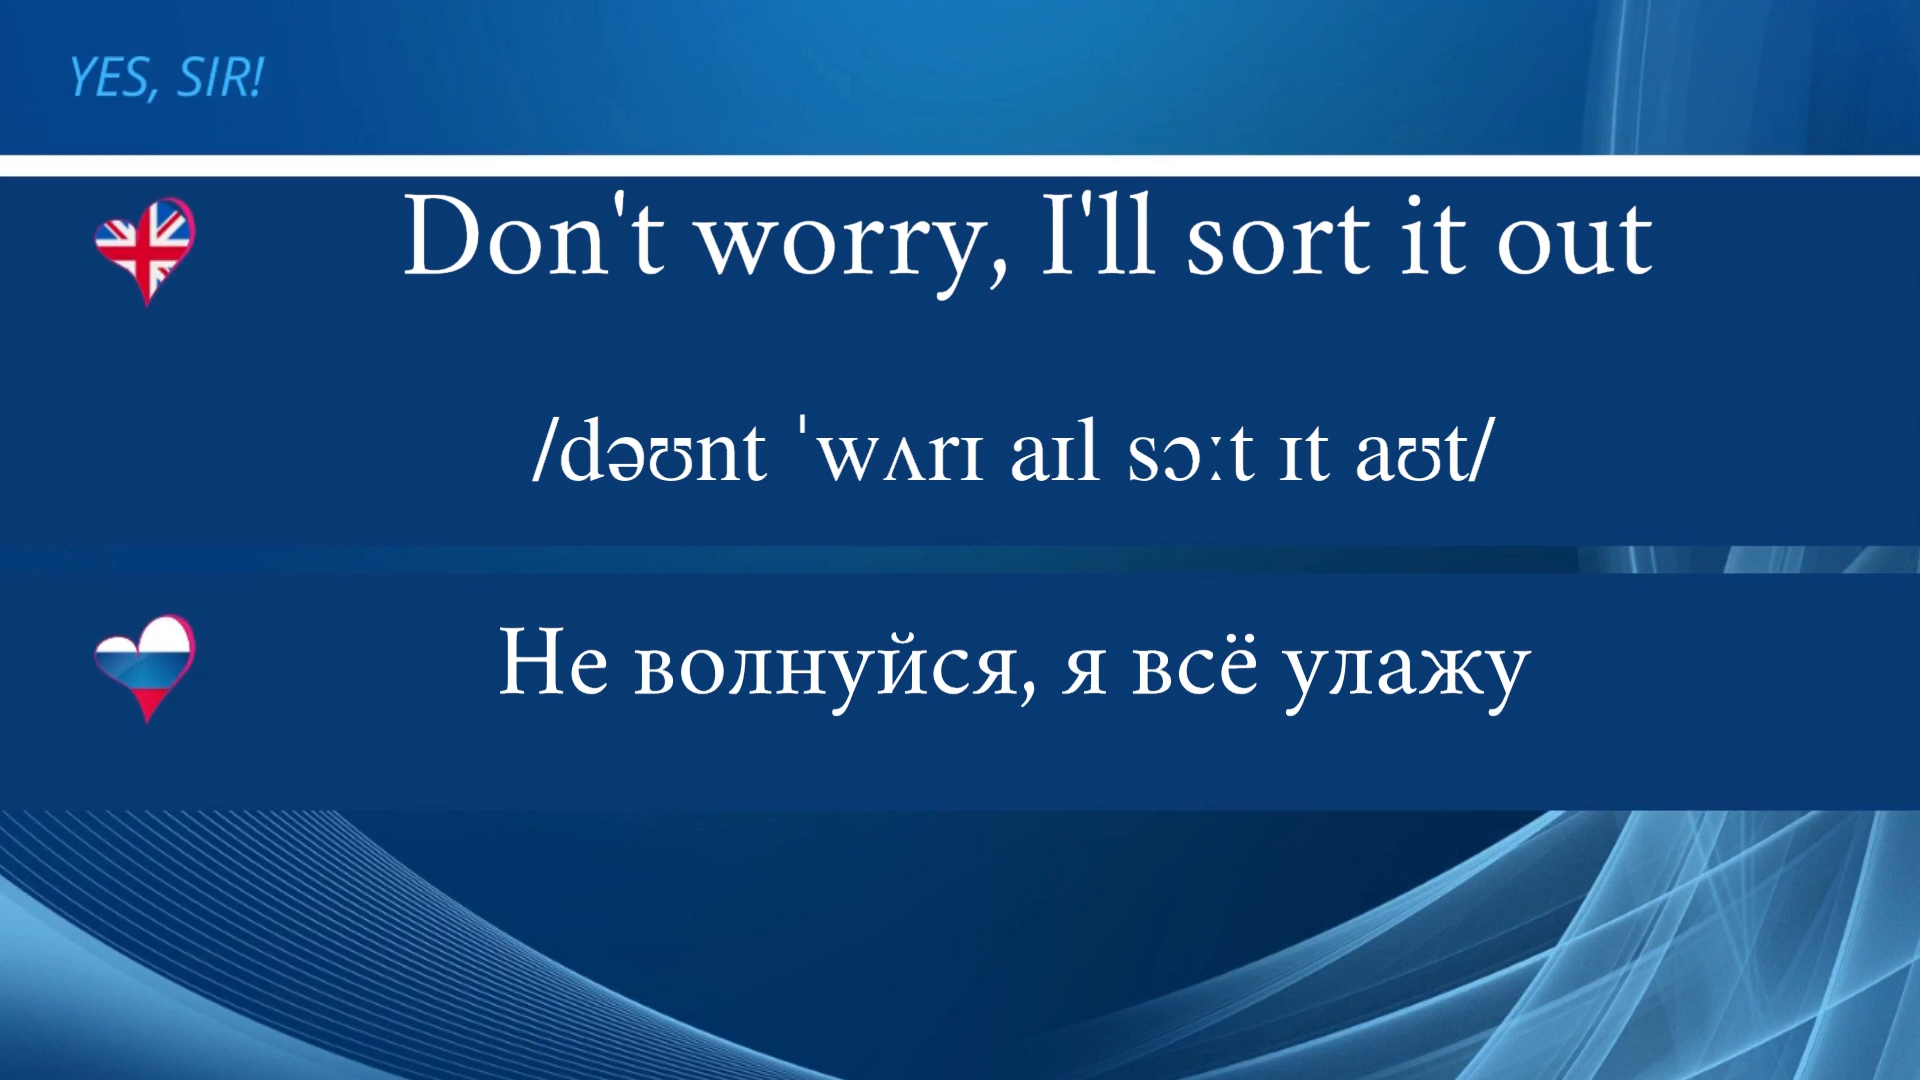 YES, SIR!
Don't worry, I'll sort it out
/dəʊnt ˈwʌrɪ aɪl sɔːt ɪt aʊt/
Не волнуйся, я всё улажу